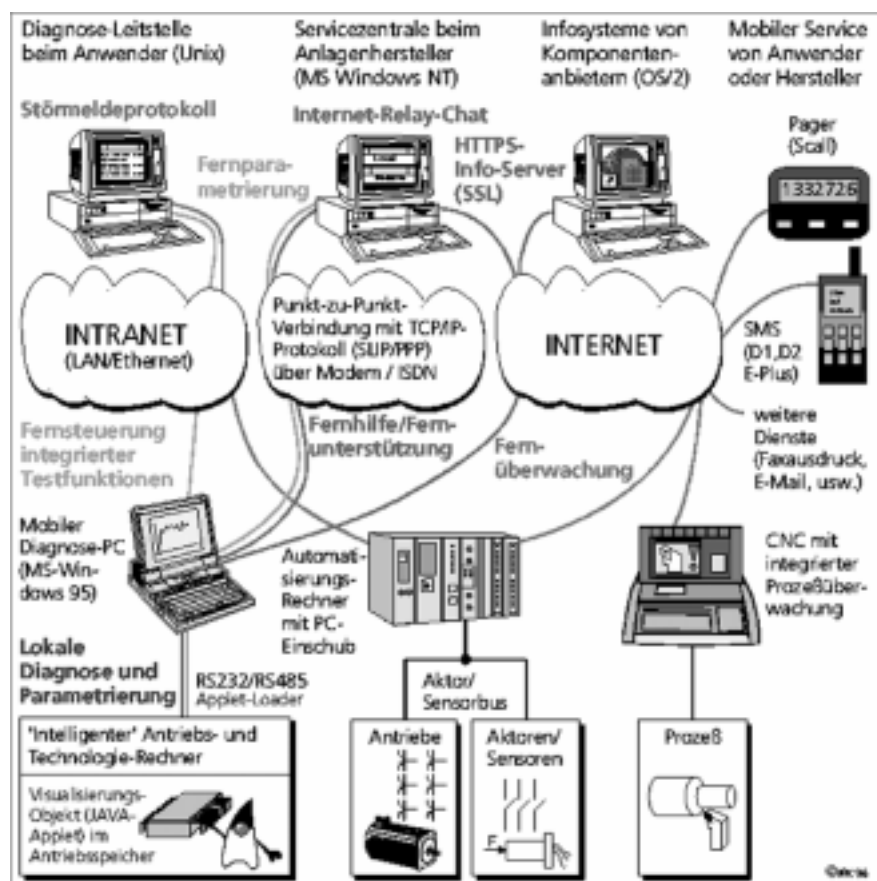 Diagnose-Leitstelle
beim Anwender (Unix)
Servicezentrale beim
Anlagenhersteller
(MS Windows NT)
Infosysteme von
Komponenten-
anbietern (OS/2)
Mobiler Service
von Anwender
oder Hersteller
Störmeldeprotokoll
Internet-Relay-Chat
Fernpara-
metrierung
HTTPS-
Info-Server
(SSL)
Pager
(Scall)
1332726
INTRANET
(LAN/Ethernet)
Punkt-zu-Punkt-
Verbindung mit TCP/IP-
Protokoll (SLIP/PPP)
über Modem / ISDN
INTERNET
SMS
(D1,D2
E-Plus)
Fernsteuerung
integrierter
Testfunktionen
Fernhilfe/Fern-
unterstützung
Fern-
überwachung
weitere
Dienste
(Faxausdruck,
E-Mail, usw.)
Mobiler
Diagnose-PC
(MS-Win-
dows 95)
Automati-
sierungs-
Rechner
mit PC-
Einschub
CNC mit
integrierter
Prozeßüber-
wachung
Lokale
Diagnose und
Parametrierung
RS232/RS485
Applet-Loader
Aktor/
Sensorbus
'Intelligenter' Antriebs- und
Technologie-Rechner
Visualisierungs-
Objekt (JAVA-
Applet) im
Antriebsspeicher
Antriebe
Aktoren/
Sensoren
F
Prozeß